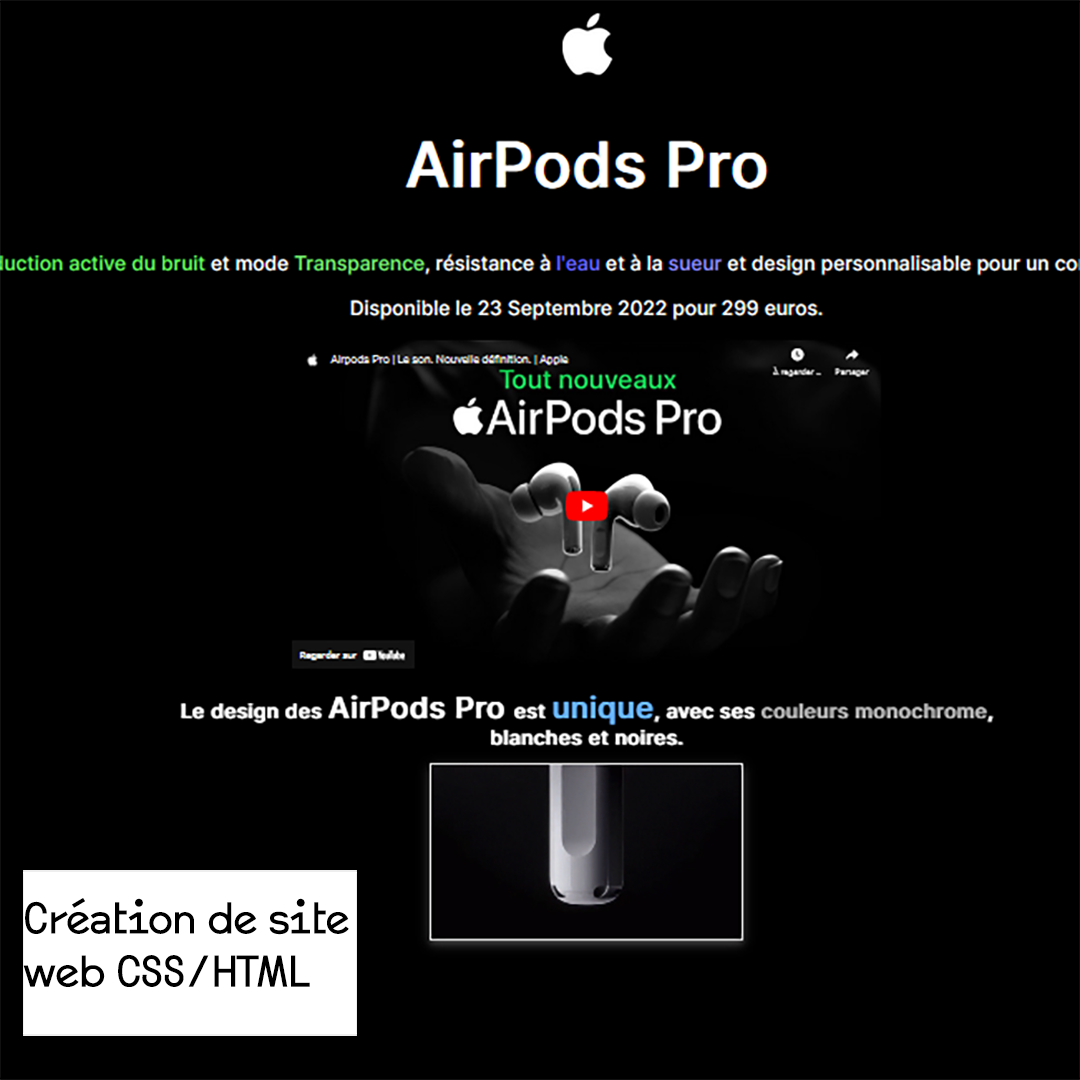 AirPods Pro
duction active du bruit et mode Transparence, résistance à l'eau et à la sueur et design personnalisable pour un co
Disponible le 23 Septembre 2022 pour 299 euros.
Airpods Pro | Le son. Nouvelle définition. | Apple
À regarder ...
Partager
Tout nouveaux
AirPods Pro
Regarder sur YouTube
Le design des AirPods Pro est unique, avec ses couleurs monochrome,
blanches et noires.
Création de site
web CSS/HTML